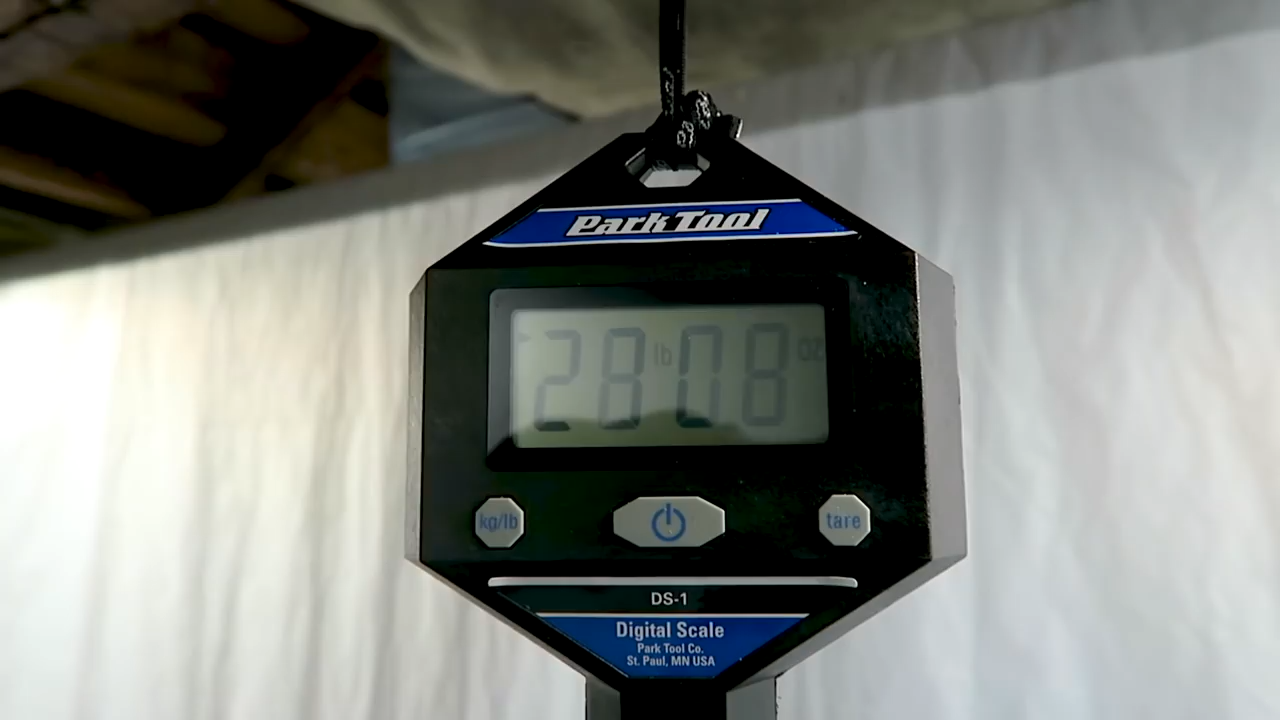 Park Tool
28 lb 08 oz
kg/lb
tare
DS-1
Digital Scale
Park Tool Co.
St. Paul, MN USA